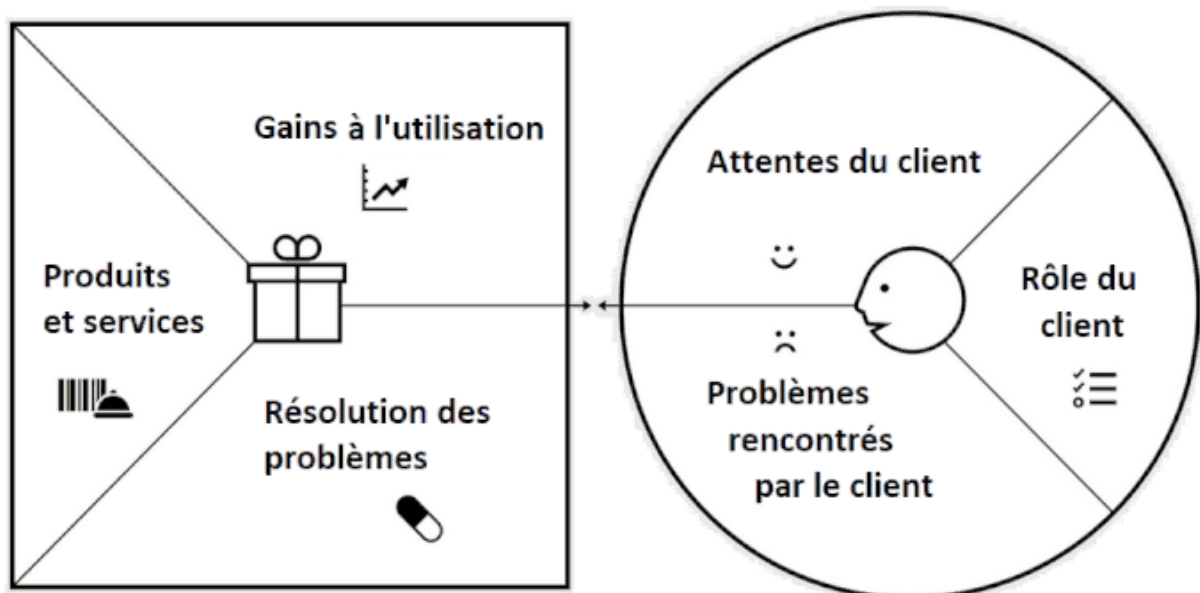 Gains à l'utilisation
Produits
et services
Résolution des
problèmes
Attentes du client
Rôle du
client
Problèmes
rencontrés
par le client